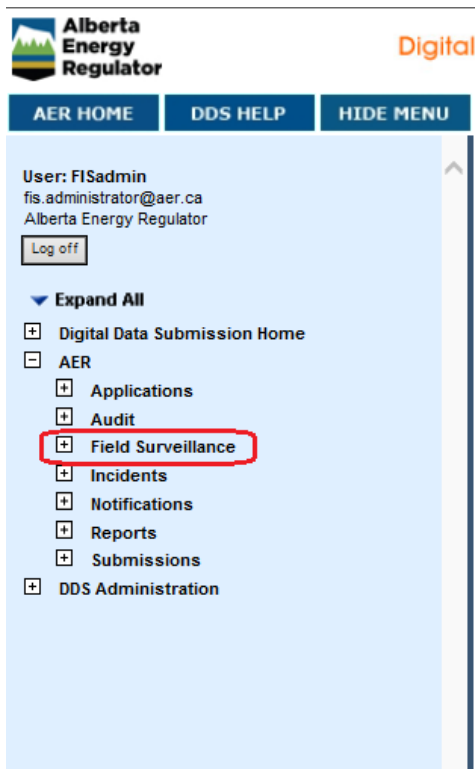 Alberta
Energy
Regulator
Digital
AER HOME
DDS HELP
HIDE MENU
User: FISadmin
fis.administrator@aer.ca
Alberta Energy Regulator
Log off
Expand All
Digital Data Submission Home
AER
Applications
Audit
Field Surveillance
Incidents
Notifications
Reports
Submissions
DDS Administration